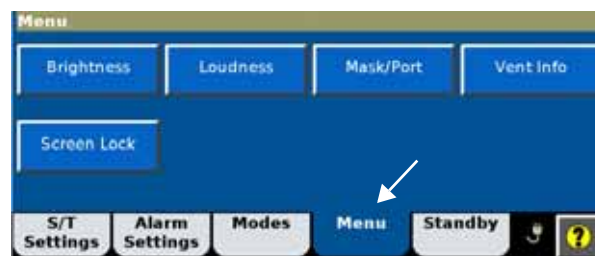 Menu
Brightness Loudness Mask/Port Vent Info
Screen Lock
S/T Alarm Modes Menu Standby
Settings Settings ?